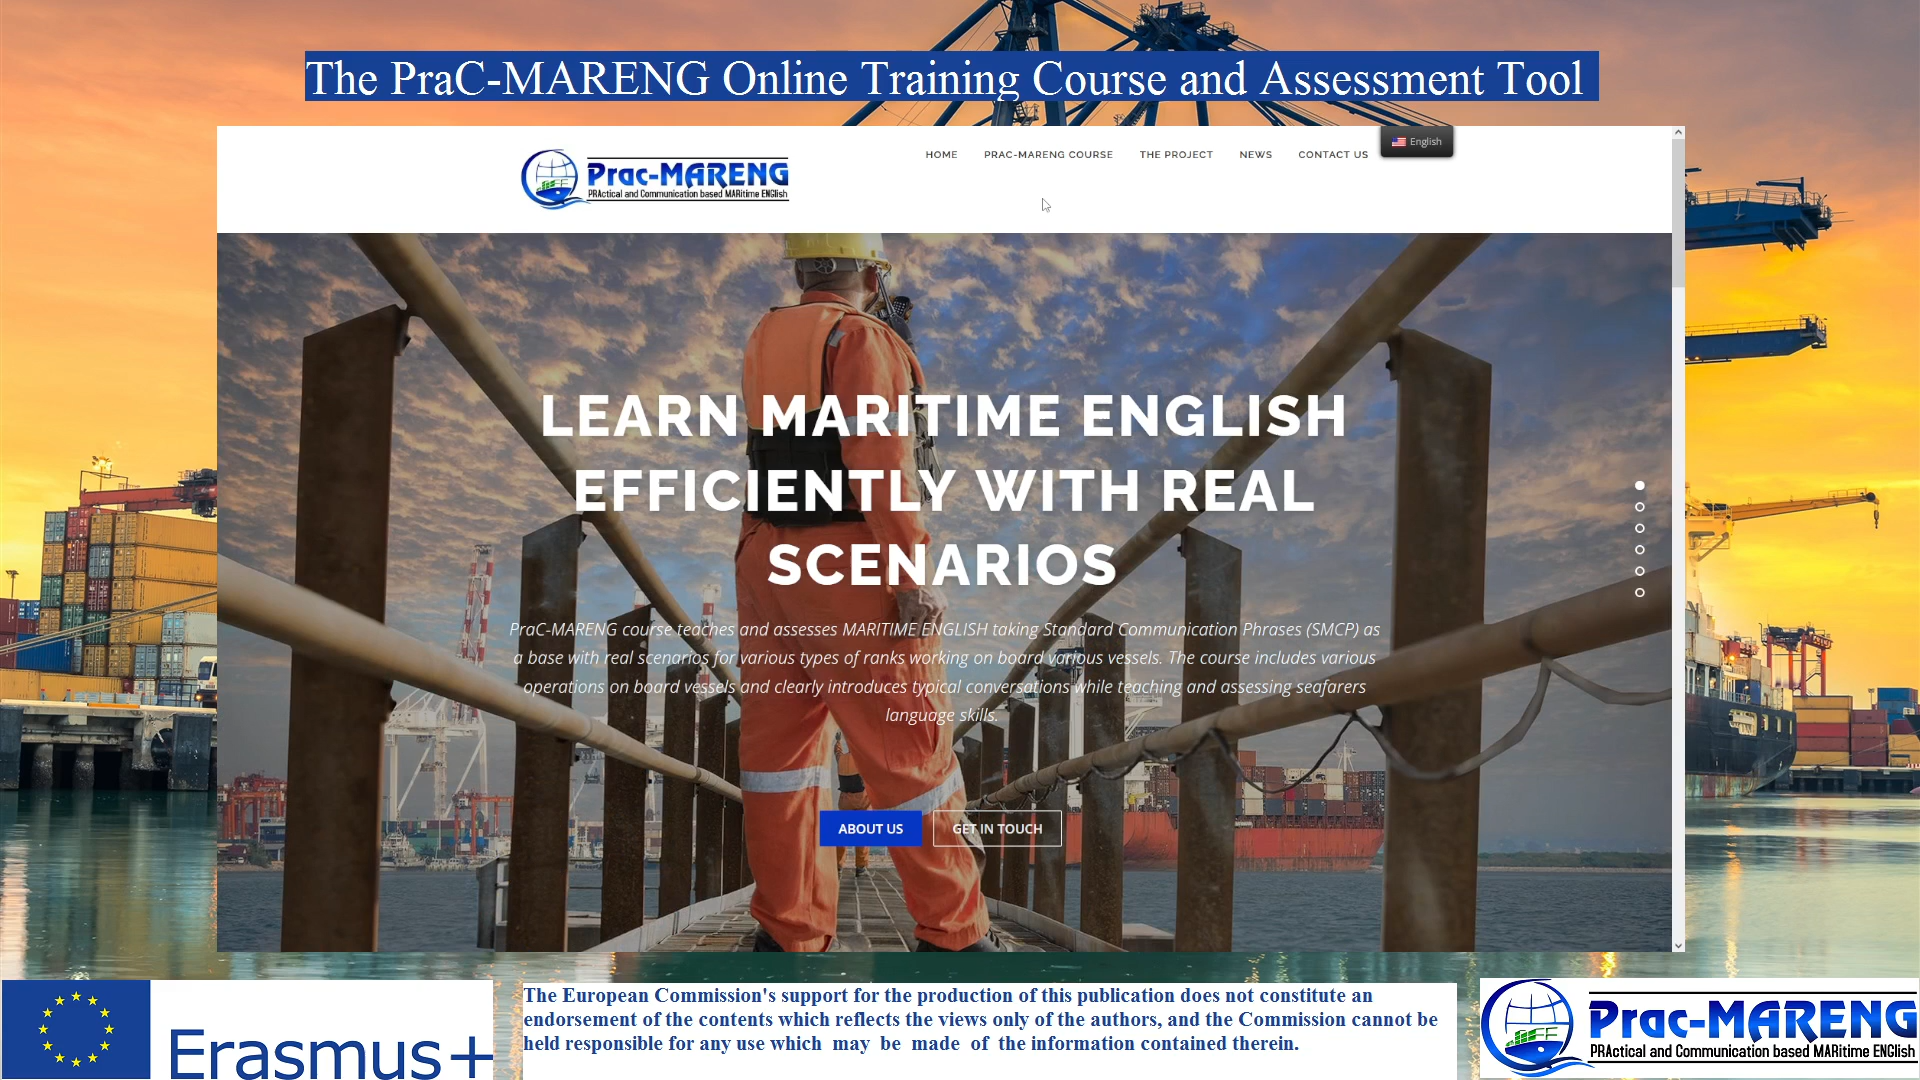 The PraC-MARENG Online Training Course and Assessment Tool
Prac-MARENG
PRActical and Communication based MARitime ENGlish
HOME PRAC-MARENG COURSE THE PROJECT NEWS CONTACT US English
LEARN MARITIME ENGLISH
EFFICIENTLY WITH REAL
SCENARIOS
PraC-MARENG course teaches and assesses MARITIME ENGLISH taking Standard Communication Phrases (SMCP) as
a base with real scenarios for various types of ranks working on board various vessels. The course includes various
operations on board vessels and clearly introduces typical conversations while teaching and assessing seafarers
language skills.
ABOUT US GET IN TOUCH
Erasmus+
The European Commission's support for the production of this publication does not constitute an
endorsement of the contents which reflects the views only of the authors, and the Commission cannot be
held responsible for any use which may be made of the information contained therein.
Prac-MARENG
PRActical and Communication based MARitime ENGlish